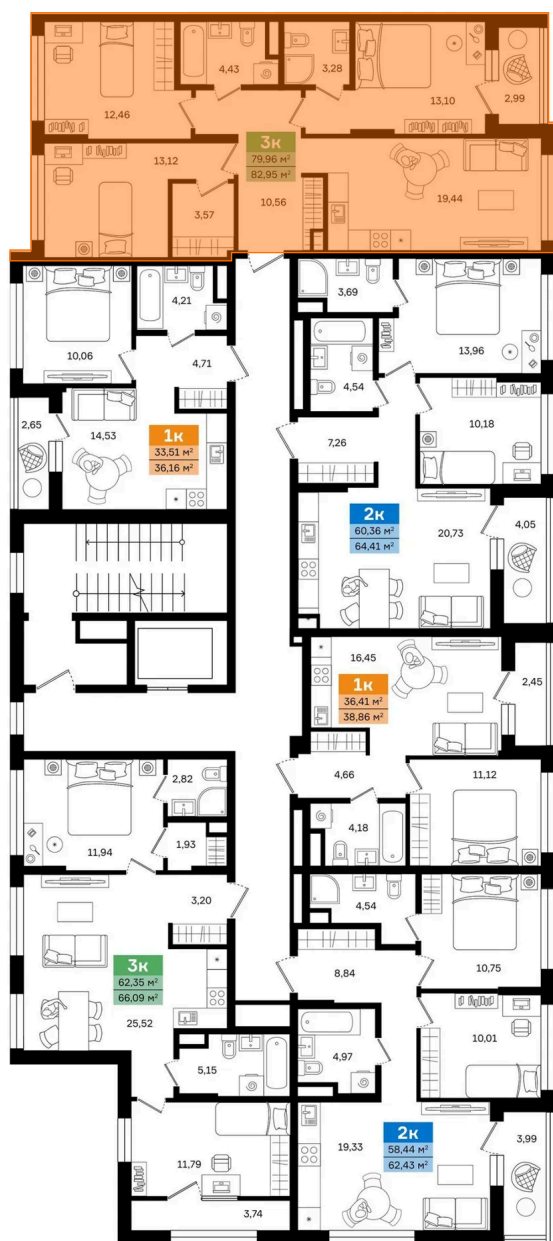 4,43
3,28
12,46
13,10
2,99
3к
79,96 м²
82,95 м²
13,12
3,57
10,56
19,44
4,21
3,69
10,06
4,71
4,54
13,96
2,65
14,53
1к
33,51 м²
36,16 м²
7,26
10,18
2к
60,36 м²
64,41 м²
20,73
4,05
16,45
1к
36,41 м²
38,86 м²
2,45
2,82
4,66
11,12
11,94
1,93
4,18
3,20
4,54
3к
62,35 м²
66,09 м²
25,52
8,84
10,75
5,15
4,97
10,01
11,79
19,33
2к
58,44 м²
62,43 м²
3,99
3,74